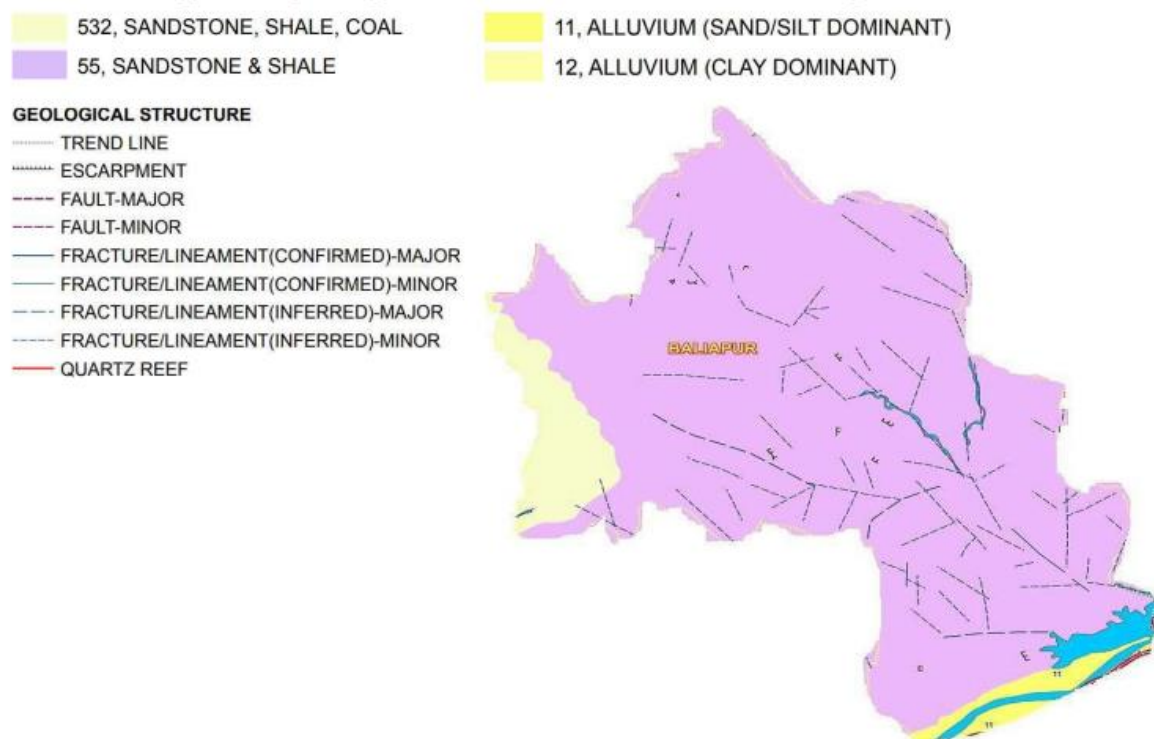 532, SANDSTONE, SHALE, COAL
11, ALLUVIUM (SAND/SILT DOMINANT)
55, SANDSTONE & SHALE
12, ALLUVIUM (CLAY DOMINANT)
GEOLOGICAL STRUCTURE
TREND LINE
ESCARPMENT
FAULT-MAJOR
FAULT-MINOR
FRACTURE/LINEAMENT(CONFIRMED)-MAJOR
FRACTURE/LINEAMENT(CONFIRMED)-MINOR
FRACTURE/LINEAMENT(INFERRED)-MAJOR
FRACTURE/LINEAMENT(INFERRED)-MINOR
QUARTZ REEF
BALIAPUR
11
11